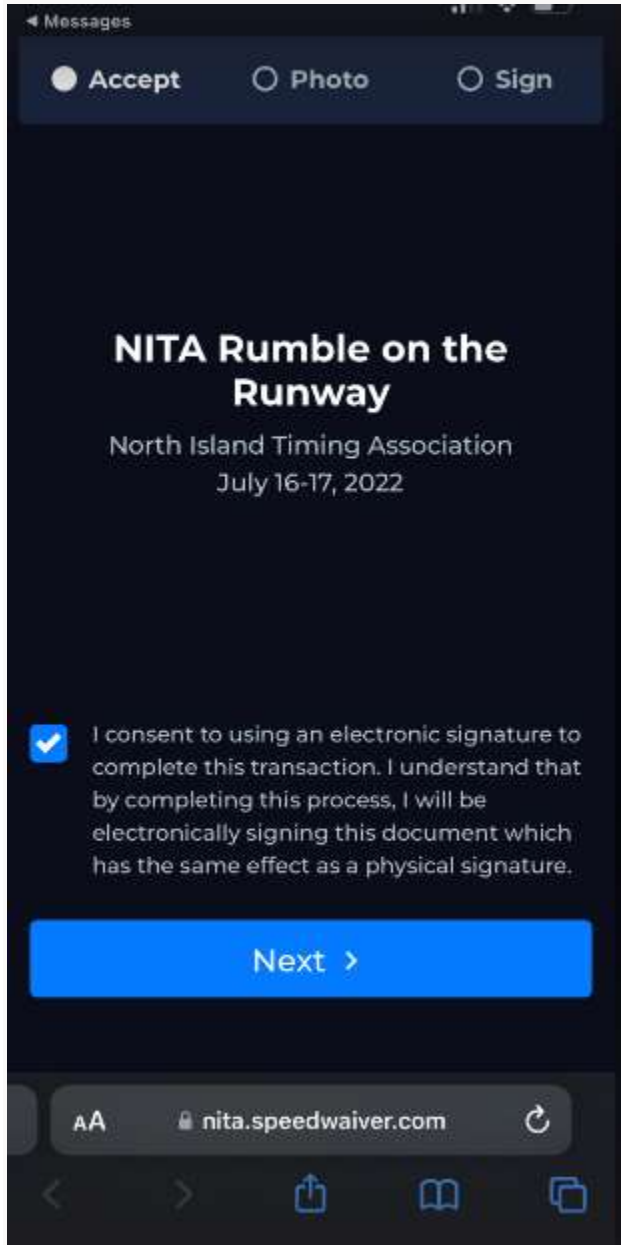 Messages
Accept Photo Sign
NITA Rumble on the
Runway
North Island Timing Association
July 16-17, 2022
I consent to using an electronic signature to
complete this transaction. I understand that
by completing this process, I will be
electronically signing this document which
has the same effect as a physical signature.
Next >
AA nita.speedwaiver.com